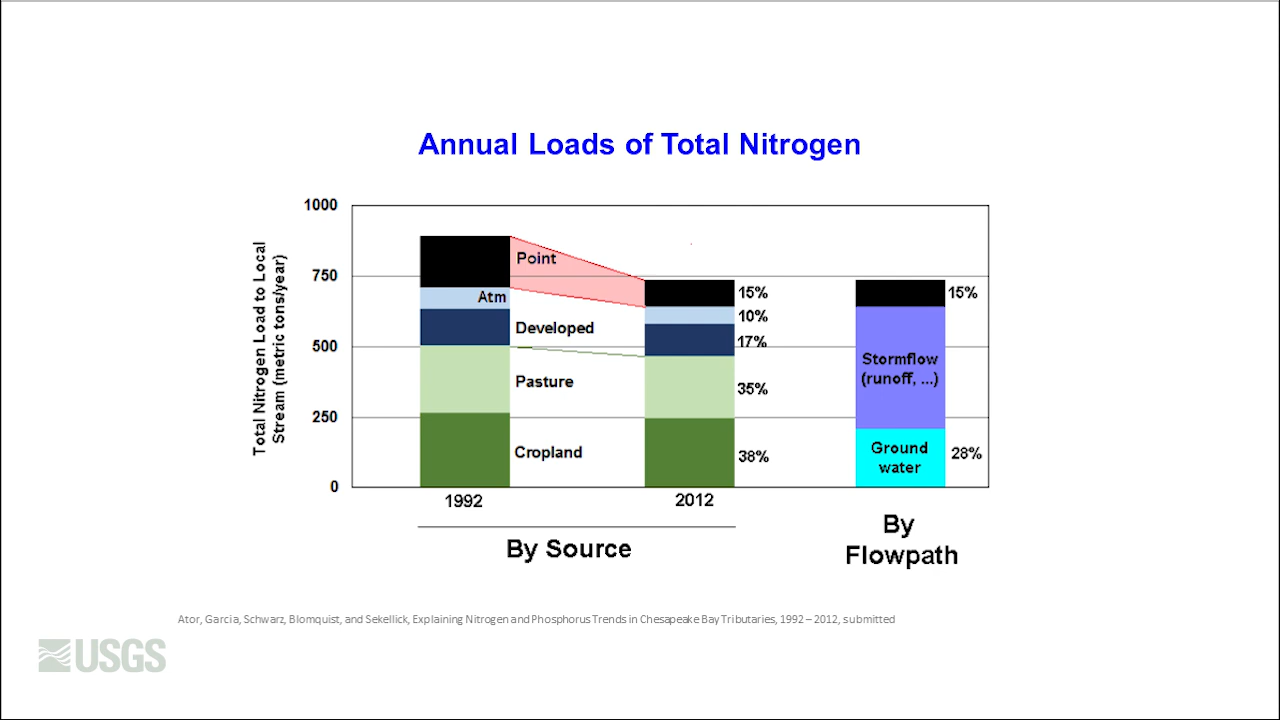 Annual Loads of Total Nitrogen
Total Nitrogen Load to Local
Stream (metric tons/year)
1000
750
500
250
0
Point
Atm
Developed
Pasture
Cropland
15%
10%
17%
35%
38%
15%
Stormflow
(runoff, ...)
Ground
water
28%
1992
2012
By Source
By
Flowpath
Ator, Garcia, Schwarz, Blomquist, and Sekellick, Explaining Nitrogen and Phosphorus Trends in Chesapeake Bay Tributaries, 1992 – 2012, submitted
USGS